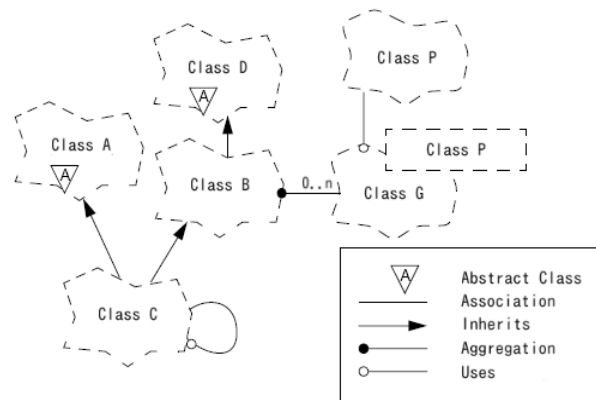 Class D
A
Class P
Class A
A
Class P
Class B
0..n
Class G
Class C
A Abstract Class
Association
Inherits
Aggregation
Uses